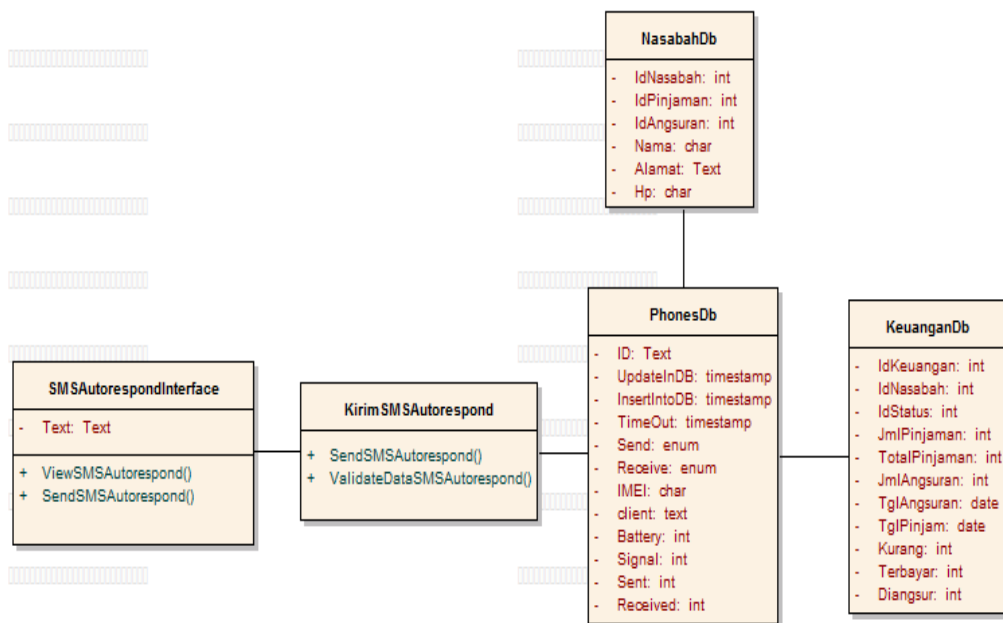 NasabahDb
- IdNasabah: int
- IdPinjaman: int
- IdAngsuran: int
- Nama: char
- Alamat: Text
- Hp: char
SMSAutorespondInterface
- Text: Text
+ ViewSMSAutorespond()
+ SendSMSAutorespond()
KirimSMSAutorespond
+ SendSMSAutorespond()
+ ValidateDataSMSAutorespond()
PhonesDb
- ID: Text
- UpdateInDB: timestamp
- InsertIntoDB: timestamp
- TimeOut: timestamp
- Send: enum
- Receive: enum
- IMEI: char
- client: text
- Battery: int
- Signal: int
- Sent: int
- Received: int
KeuanganDb
- IdKeuangan: int
- IdNasabah: int
- IdStatus: int
- JmlPinjaman: int
- TotalPinjaman: int
- JmlAngsuran: int
- TglAngsuran: date
- TglPinjam: date
- Kurang: int
- Terbayar: int
- Diangsur: int